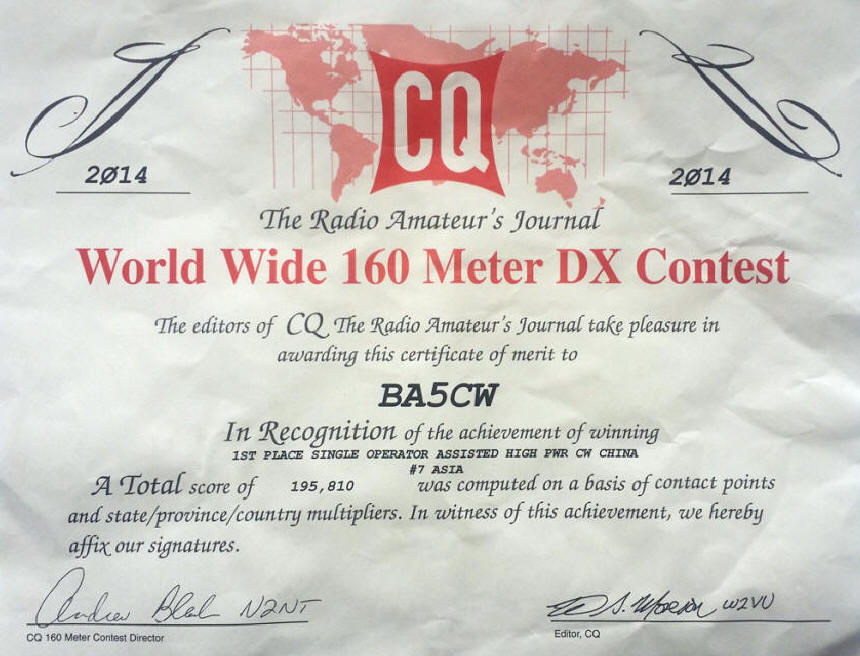 CQ
2Ø14
2Ø14
The Radio Amateur's Journal
World Wide 160 Meter DX Contest
The editors of CQ The Radio Amateur's Journal take pleasure in
awarding this certificate of merit to
BA5CW
In Recognition of the achievement of winning
1ST PLACE SINGLE OPERATOR ASSISTED HIGH PWR CW CHINA
#7 ASIA
A Total score of 195,810 was computed on a basis of contact points
and state/province/country multipliers. In witness of this achievement, we hereby
affix our signatures.
Andrew Blank N2NT
S. Moreson W2VU
CQ 160 Meter Contest Director
Editor, CQ